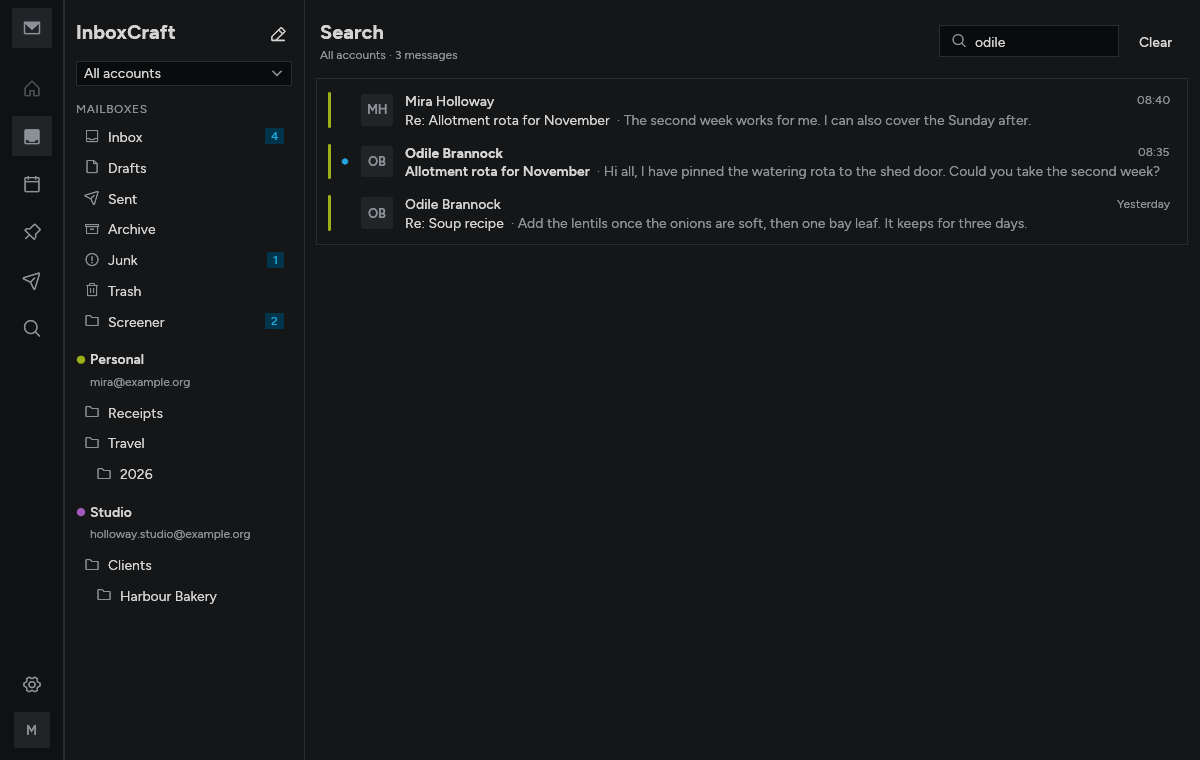 InboxCraft
All accounts
MAILBOXES
Inbox 4
Drafts
Sent
Archive
Junk 1
Trash
Screener 2
Personal
mira@example.org
Receipts
Travel
2026
Studio
holloway.studio@example.org
Clients
Harbour Bakery
M
Search
All accounts · 3 messages
odile
Clear
MH
Mira Holloway 08:40
Re: Allotment rota for November · The second week works for me. I can also cover the Sunday after.
OB
Odile Brannock 08:35
Allotment rota for November · Hi all, I have pinned the watering rota to the shed door. Could you take the second week?
OB
Odile Brannock Yesterday
Re: Soup recipe · Add the lentils once the onions are soft, then one bay leaf. It keeps for three days.